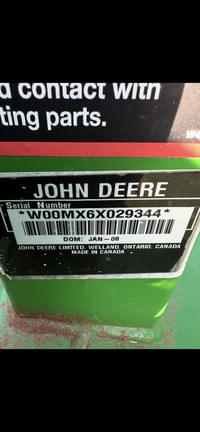 d contact with
ting parts.
W4
JOHN DEERE
Serial Number
*W00MX6X029344*
DOM: JAN-08
JOHN DEERE LIMITED. WELLAND. ONTARIO. CANADA
MADE IN CANADA